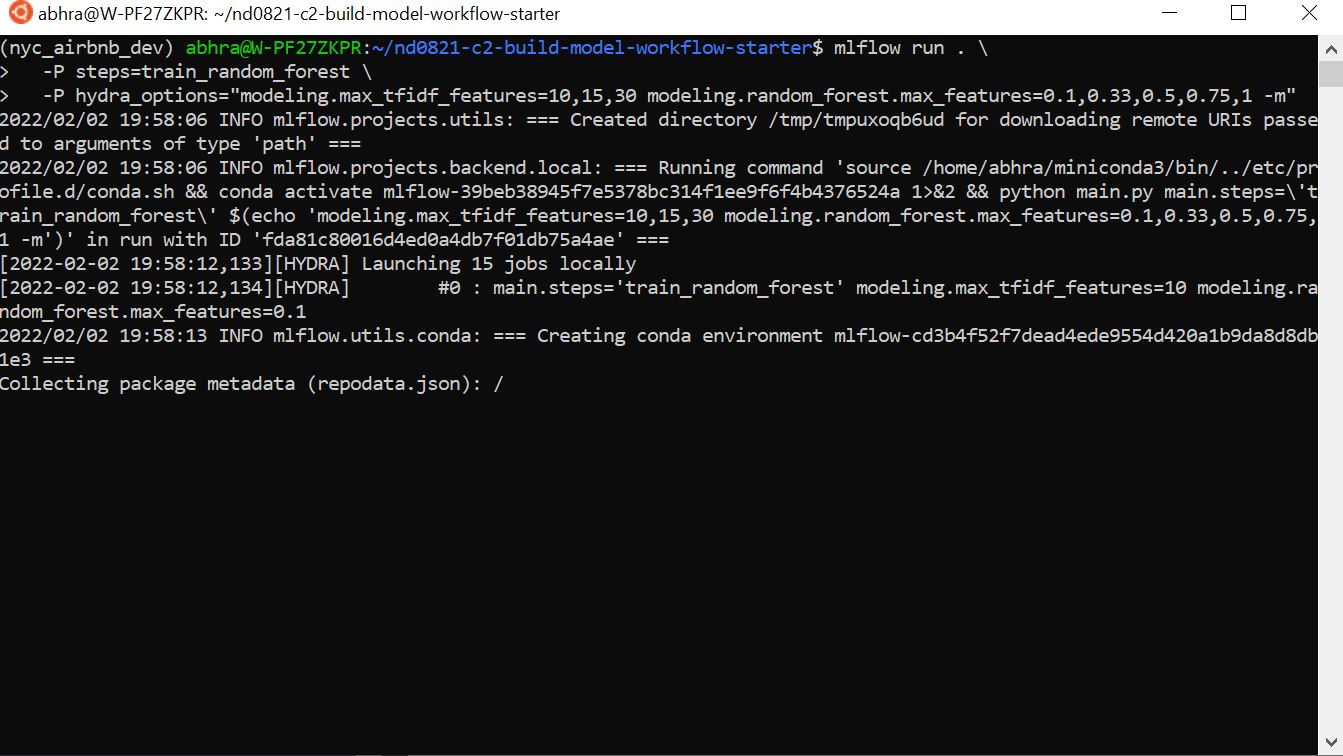 abhra@W-PF27ZKPR: ~/nd0821-c2-build-model-workflow-starter
(nyc_airbnb_dev) abhra@W-PF27ZKPR:~/nd0821-c2-build-model-workflow-starter$ mlflow run . \
>   -P steps=train_random_forest \
>   -P hydra_options="modeling.max_tfidf_features=10,15,30 modeling.random_forest.max_features=0.1,0.33,0.5,0.75,1 -m"
2022/02/02 19:58:06 INFO mlflow.projects.utils: === Created directory /tmp/tmpuxoqb6ud for downloading remote URIs passe
d to arguments of type 'path' ===
2022/02/02 19:58:06 INFO mlflow.projects.backend.local: === Running command 'source /home/abhra/miniconda3/bin/../etc/pr
ofile.d/conda.sh && conda activate mlflow-39beb38945f7e5378bc314f1ee9f6f4b4376524a 1>&2 && python main.py main.steps=\'t
rain_random_forest\' $(echo 'modeling.max_tfidf_features=10,15,30 modeling.random_forest.max_features=0.1,0.33,0.5,0.75,
1 -m')' in run with ID 'fda81c80016d4ed0a4db7f01db75a4ae' ===
[2022-02-02 19:58:12,133][HYDRA] Launching 15 jobs locally
[2022-02-02 19:58:12,134][HYDRA]        #0 : main.steps='train_random_forest' modeling.max_tfidf_features=10 modeling.ra
ndom_forest.max_features=0.1
2022/02/02 19:58:13 INFO mlflow.utils.conda: === Creating conda environment mlflow-cd3b4f52f7dead4ede9554d420a1b9da8d8db
1e3 ===
Collecting package metadata (repodata.json): /